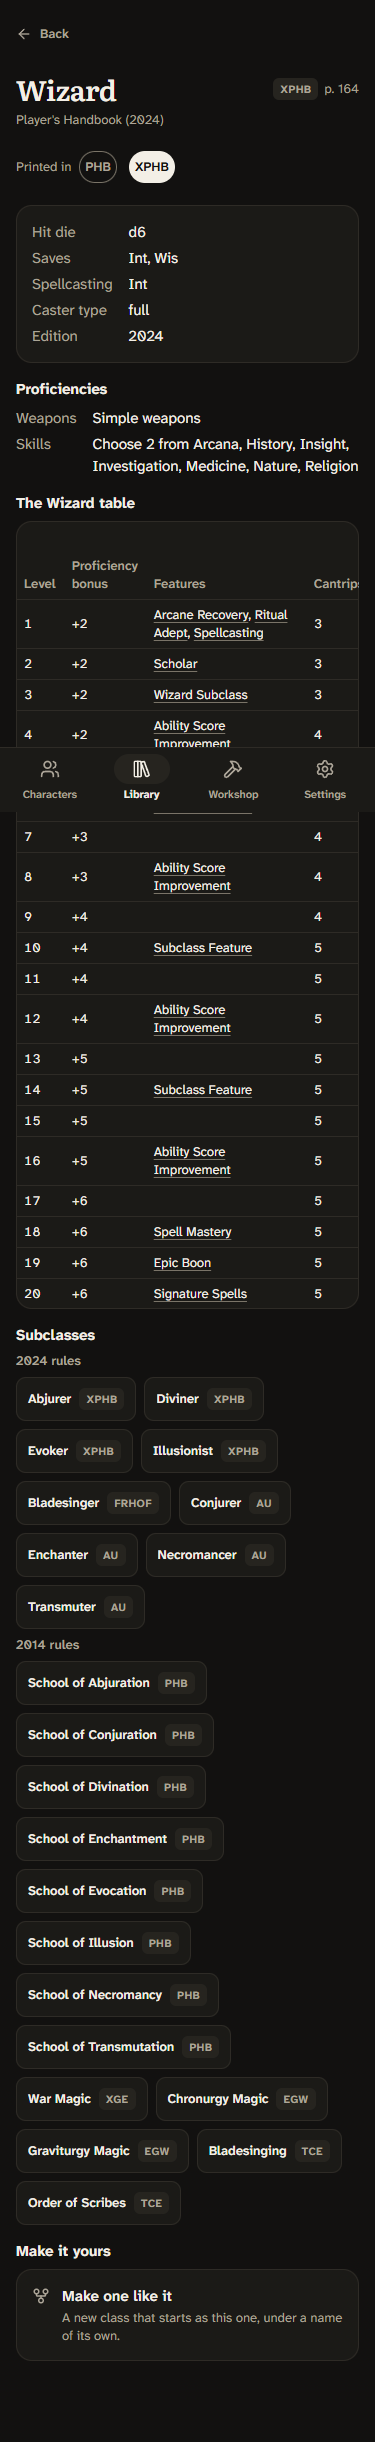 Back
Wizard XPHB p. 164
Player's Handbook (2024)
Printed in PHB XPHB
Hit die d6
Saves Int, Wis
Spellcasting Int
Caster type full
Edition 2024
Proficiencies
Weapons Simple weapons
Skills Choose 2 from Arcana, History, Insight,
Investigation, Medicine, Nature, Religion
The Wizard table
Proficiency
Level bonus Features Cantrips
1 +2 Arcane Recovery, Ritual
Adept, Spellcasting 3
2 +2 Scholar 3
3 +2 Wizard Subclass 3
4 +2 Ability Score
Improvement 4
Characters Library Workshop Settings
7 +3 4
8 +3 Ability Score
Improvement 4
9 +4 4
10 +4 Subclass Feature 5
11 +4 5
12 +4 Ability Score
Improvement 5
13 +5 5
14 +5 Subclass Feature 5
15 +5 5
16 +5 Ability Score
Improvement 5
17 +6 5
18 +6 Spell Mastery 5
19 +6 Epic Boon 5
20 +6 Signature Spells 5
Subclasses
2024 rules
Abjurer XPHB Diviner XPHB
Evoker XPHB Illusionist XPHB
Bladesinger FRHOF Conjurer AU
Enchanter AU Necromancer AU
Transmuter AU
2014 rules
School of Abjuration PHB
School of Conjuration PHB
School of Divination PHB
School of Enchantment PHB
School of Evocation PHB
School of Illusion PHB
School of Necromancy PHB
School of Transmutation PHB
War Magic XGE Chronurgy Magic EGW
Graviturgy Magic EGW Bladesinging TCE
Order of Scribes TCE
Make it yours
Make one like it
A new class that starts as this one, under a name
of its own.